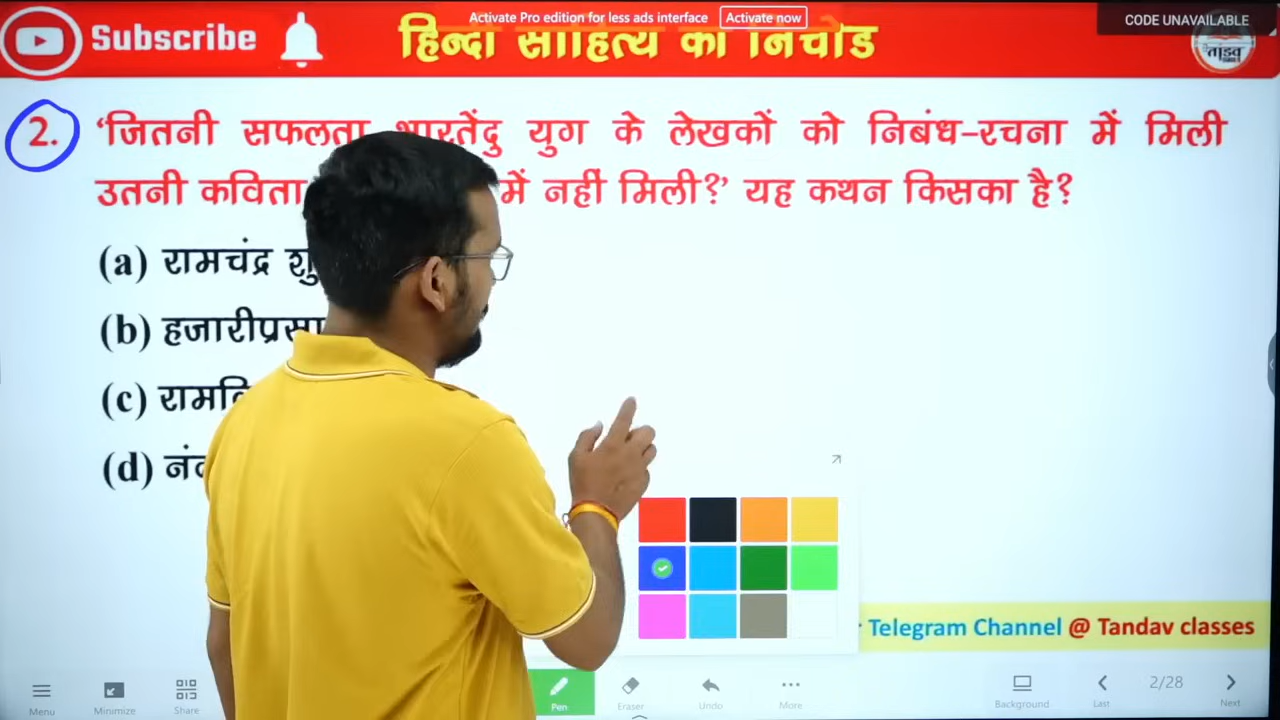 Activate Pro edition for less ads interface Activate now
CODE UNAVAILABLE
Subscribe
हिन्दी साहित्य का निचोड
2. ‘जितनी सफलता भारतेंदु युग के लेखकों को निबंध-रचना में मिली
उतनी कविता में नहीं मिली?’ यह कथन किसका है?
(a) रामचंद्र
(b)
(c)
(d)
Telegram Channel @ Tandav classes
Menu
Minimize
Share
Pen
Eraser
Undo
More
Background
Last
2/28
Next